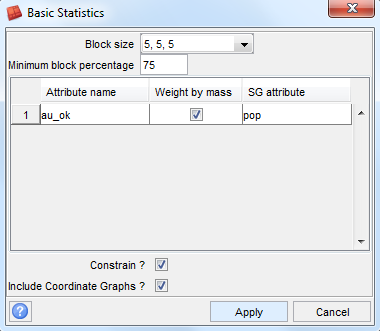 Basic Statistics
Block size 5, 5, 5
Minimum block percentage 75
Attribute name Weight by mass SG attribute
1 au_ok pop
Constrain ?
Include Coordinate Graphs ?
? Apply Cancel